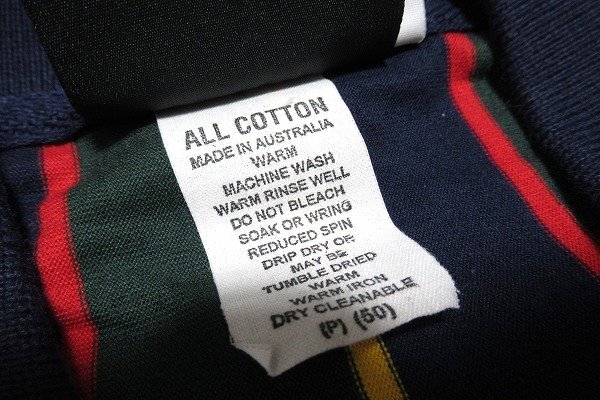 ALL COTTON
MADE IN AUSTRALIA
WARM
MACHINE WASH
WARM RINSE WELL
DO NOT BLEACH
SOAK OR WRING
REDUCED SPIN
DRIP DRY OR
MAY BE
TUMBLE DRIED
WARM
WARM IRON
DRY CLEANABLE
(P) (50)